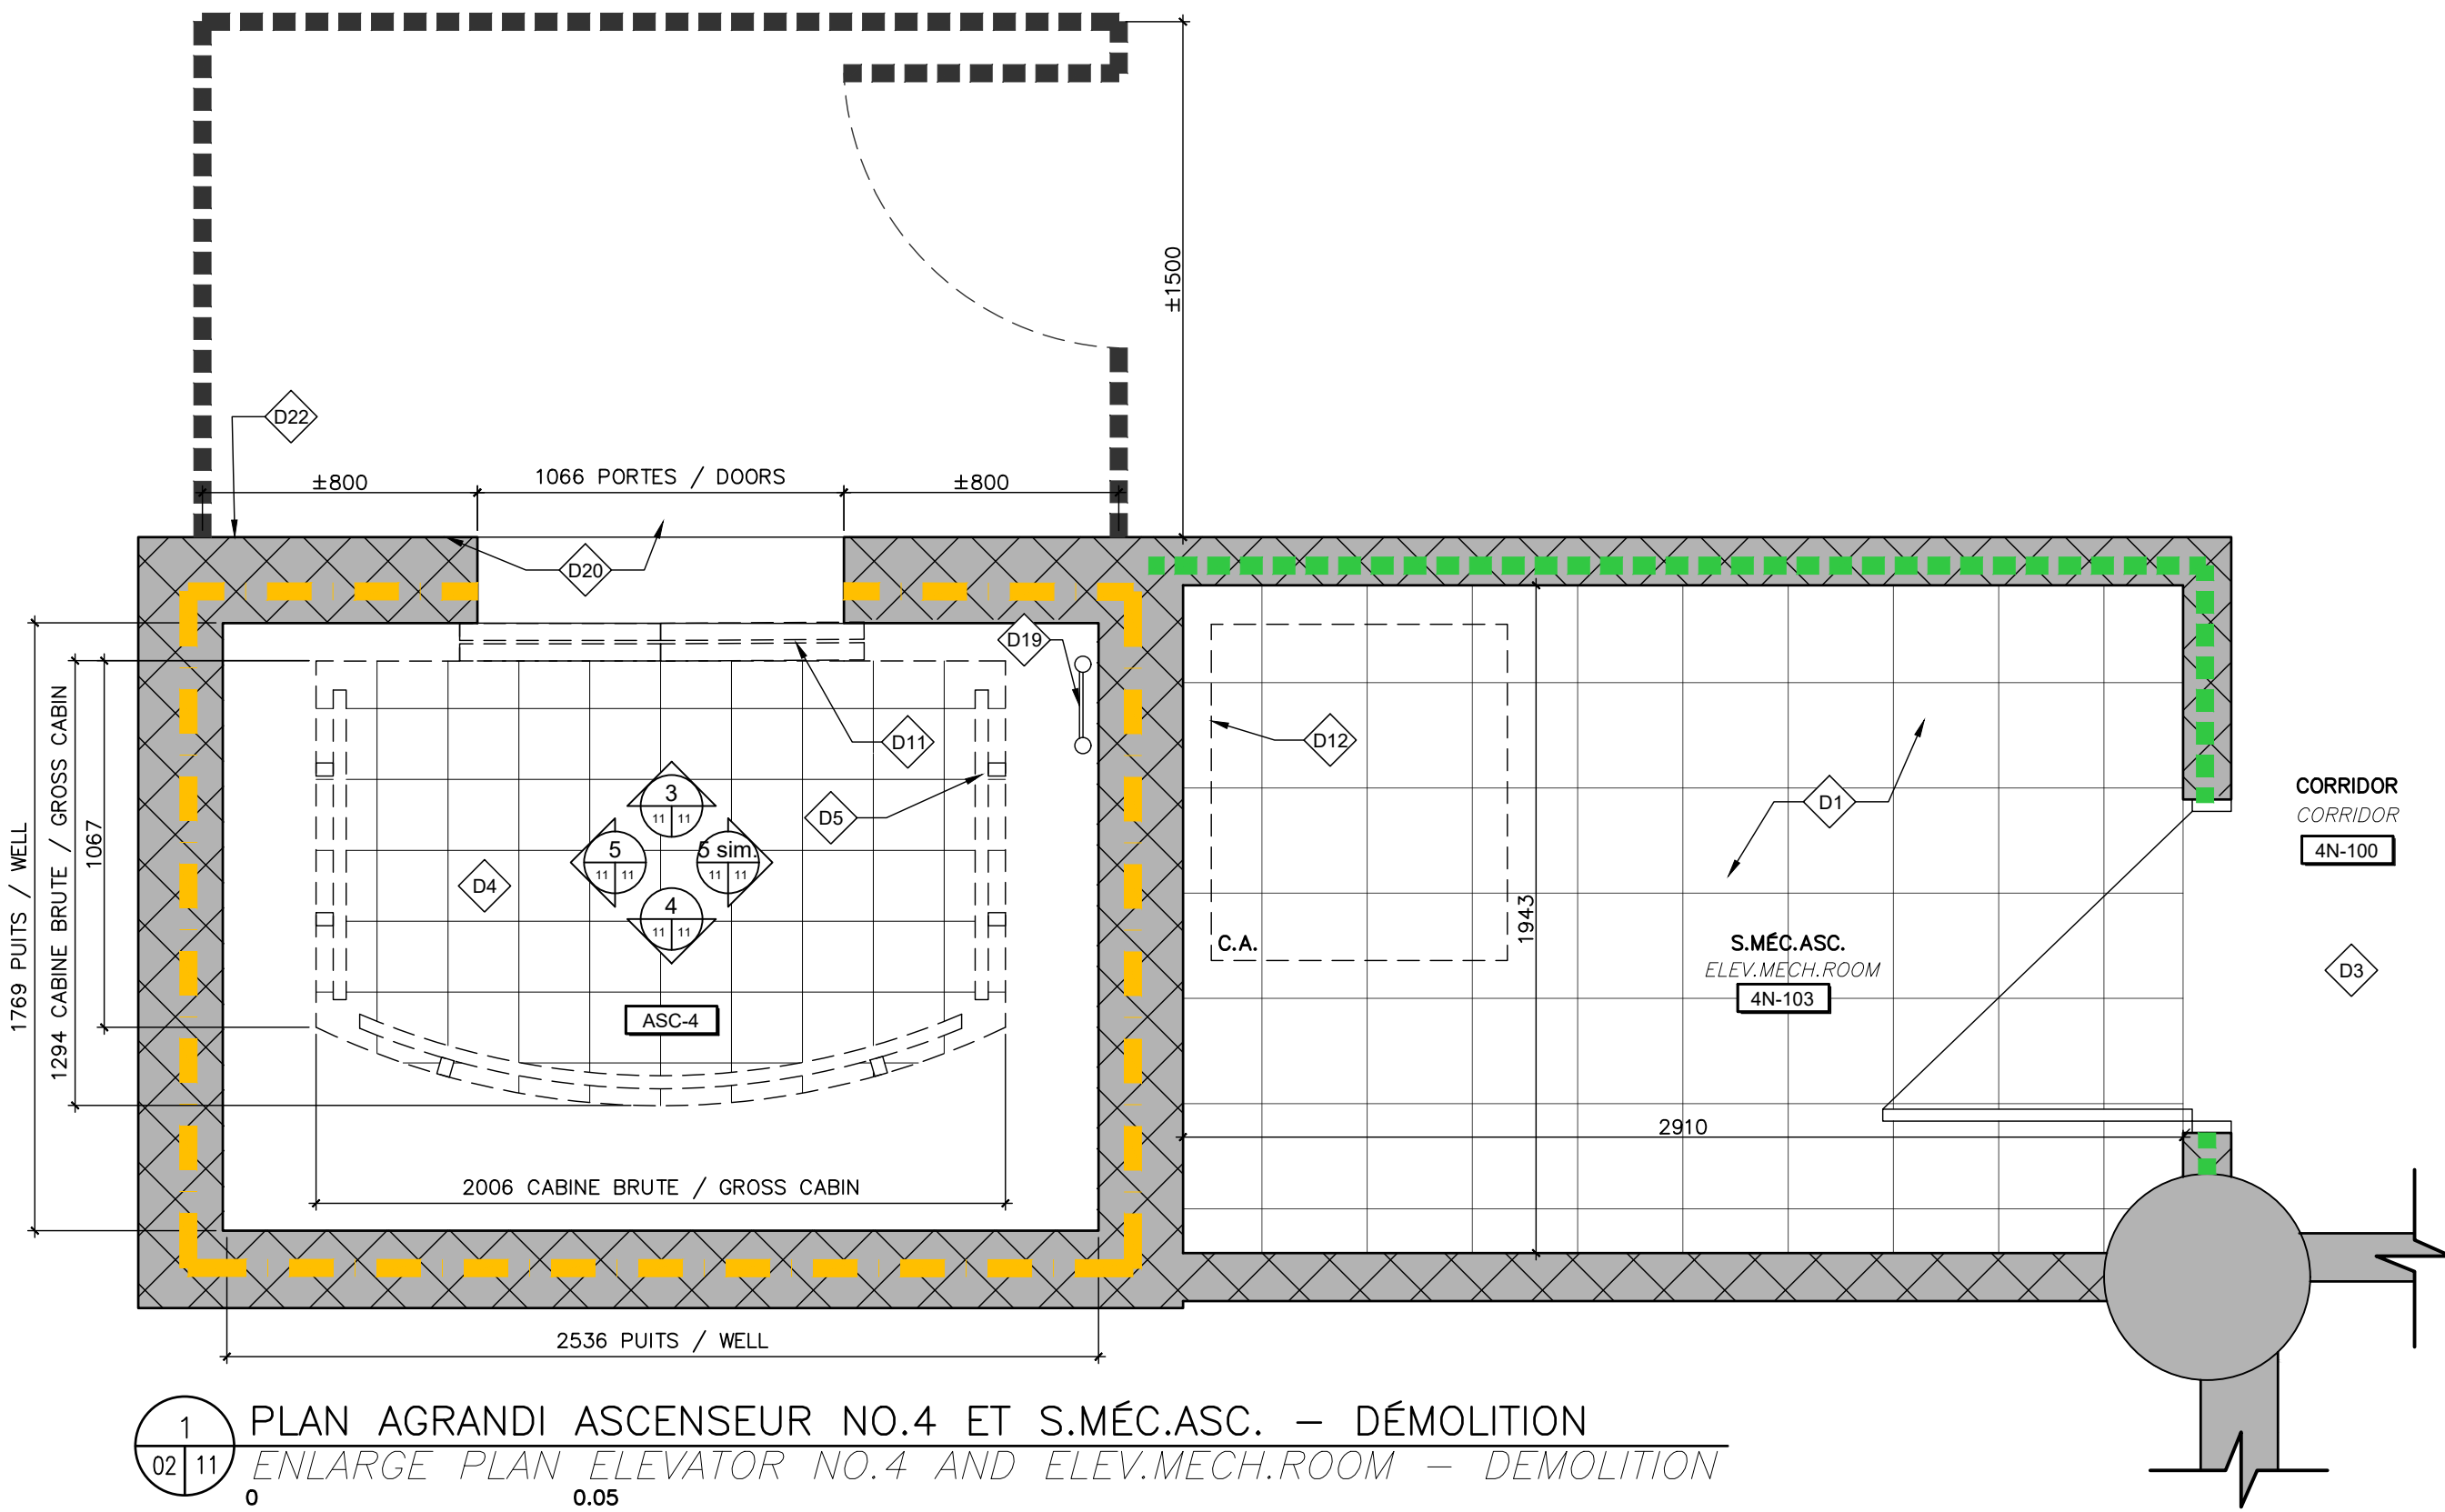 ±1500
D22
±800
1066 PORTES / DOORS
±800
D20
D19
D11
D12
D1
D5
D4
D3
3
11 11
5
11 11
5 sim.
11 11
4
11 11
ASC-4
1769 PUITS / WELL
1294 CABINE BRUTE / GROSS CABIN
1067
2006 CABINE BRUTE / GROSS CABIN
2536 PUITS / WELL
C.A.
1943
S.MÉC.ASC.
ELEV.MECH.ROOM
4N-103
2910
CORRIDOR
CORRIDOR
4N-100
1
02 11
PLAN AGRANDI ASCENSEUR NO.4 ET S.MÉC.ASC. – DÉMOLITION
ENLARGE PLAN ELEVATOR NO.4 AND ELEV.MECH.ROOM – DEMOLITION
0 0.05